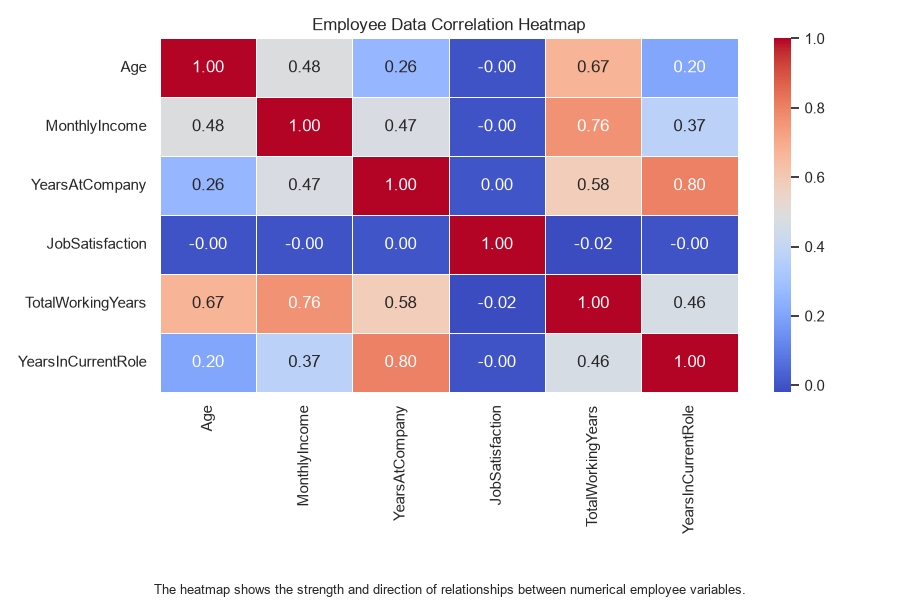 Employee Data Correlation Heatmap
Age 1.00 0.48 0.26 -0.00 0.67 0.20
MonthlyIncome 0.48 1.00 0.47 -0.00 0.76 0.37
YearsAtCompany 0.26 0.47 1.00 0.00 0.58 0.80
JobSatisfaction -0.00 -0.00 0.00 1.00 -0.02 -0.00
TotalWorkingYears 0.67 0.76 0.58 -0.02 1.00 0.46
YearsInCurrentRole 0.20 0.37 0.80 -0.00 0.46 1.00
Age
MonthlyIncome
YearsAtCompany
JobSatisfaction
TotalWorkingYears
YearsInCurrentRole
1.0
0.8
0.6
0.4
0.2
0.0
The heatmap shows the strength and direction of relationships between numerical employee variables.